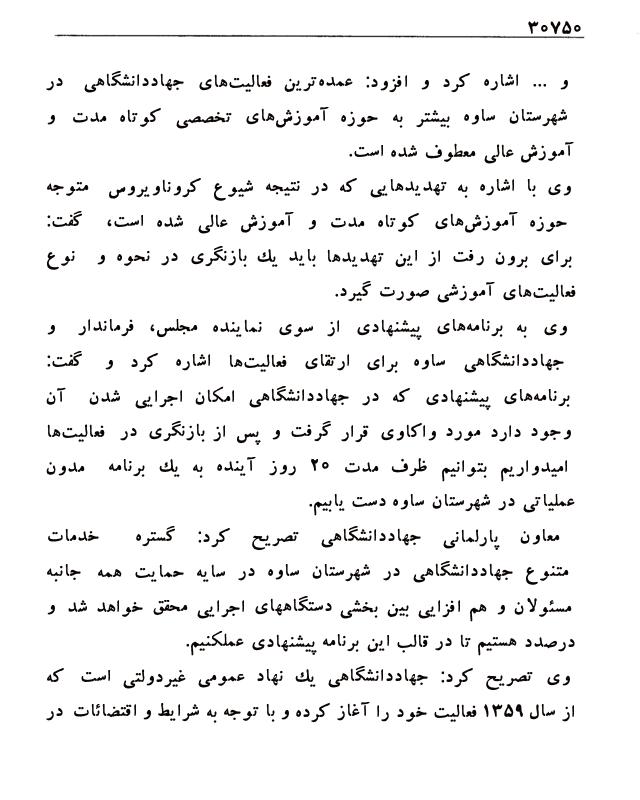 ۳۰۷۵۰
و ... اشاره کرد و افزود: عمده‌ترین فعالیت‌های جهاددانشگاهی در
شهرستان ساوه بیشتر به حوزه آموزش‌های تخصصی کوتاه مدت و
آموزش عالی معطوف شده است.
وی با اشاره به تهدیدهایی که در نتیجه شیوع کروناویروس متوجه
حوزه آموزش‌های کوتاه مدت و آموزش عالی شده است، گفت:
برای برون رفت از این تهدیدها باید یك بازنگری در نحوه و نوع
فعالیت‌های آموزشی صورت گیرد.
وی به برنامه‌های پیشنهادی از سوی نماینده مجلس، فرماندار و
جهاددانشگاهی ساوه برای ارتقای فعالیت‌ها اشاره کرد و گفت:
برنامه‌های پیشنهادی که در جهاددانشگاهی امکان اجرایی شدن آن
وجود دارد مورد واکاوی قرار گرفت و پس از بازنگری در فعالیت‌ها
امیدواریم بتوانیم ظرف مدت ۲۰ روز آینده به یك برنامه مدون
عملیاتی در شهرستان ساوه دست یابیم.
معاون پارلمانی جهاددانشگاهی تصریح کرد: گستره خدمات
متنوع جهاددانشگاهی در شهرستان ساوه در سایه حمایت همه جانبه
مسئولان و هم افزایی بین بخشی دستگاههای اجرایی محقق خواهد شد و
درصدد هستیم تا در قالب این برنامه پیشنهادی عملکنیم.
وی تصریح کرد: جهاددانشگاهی یك نهاد عمومی غیردولتی است که
از سال ۱۳۵۹ فعالیت خود را آغاز کرده و با توجه به شرایط و اقتضائات در